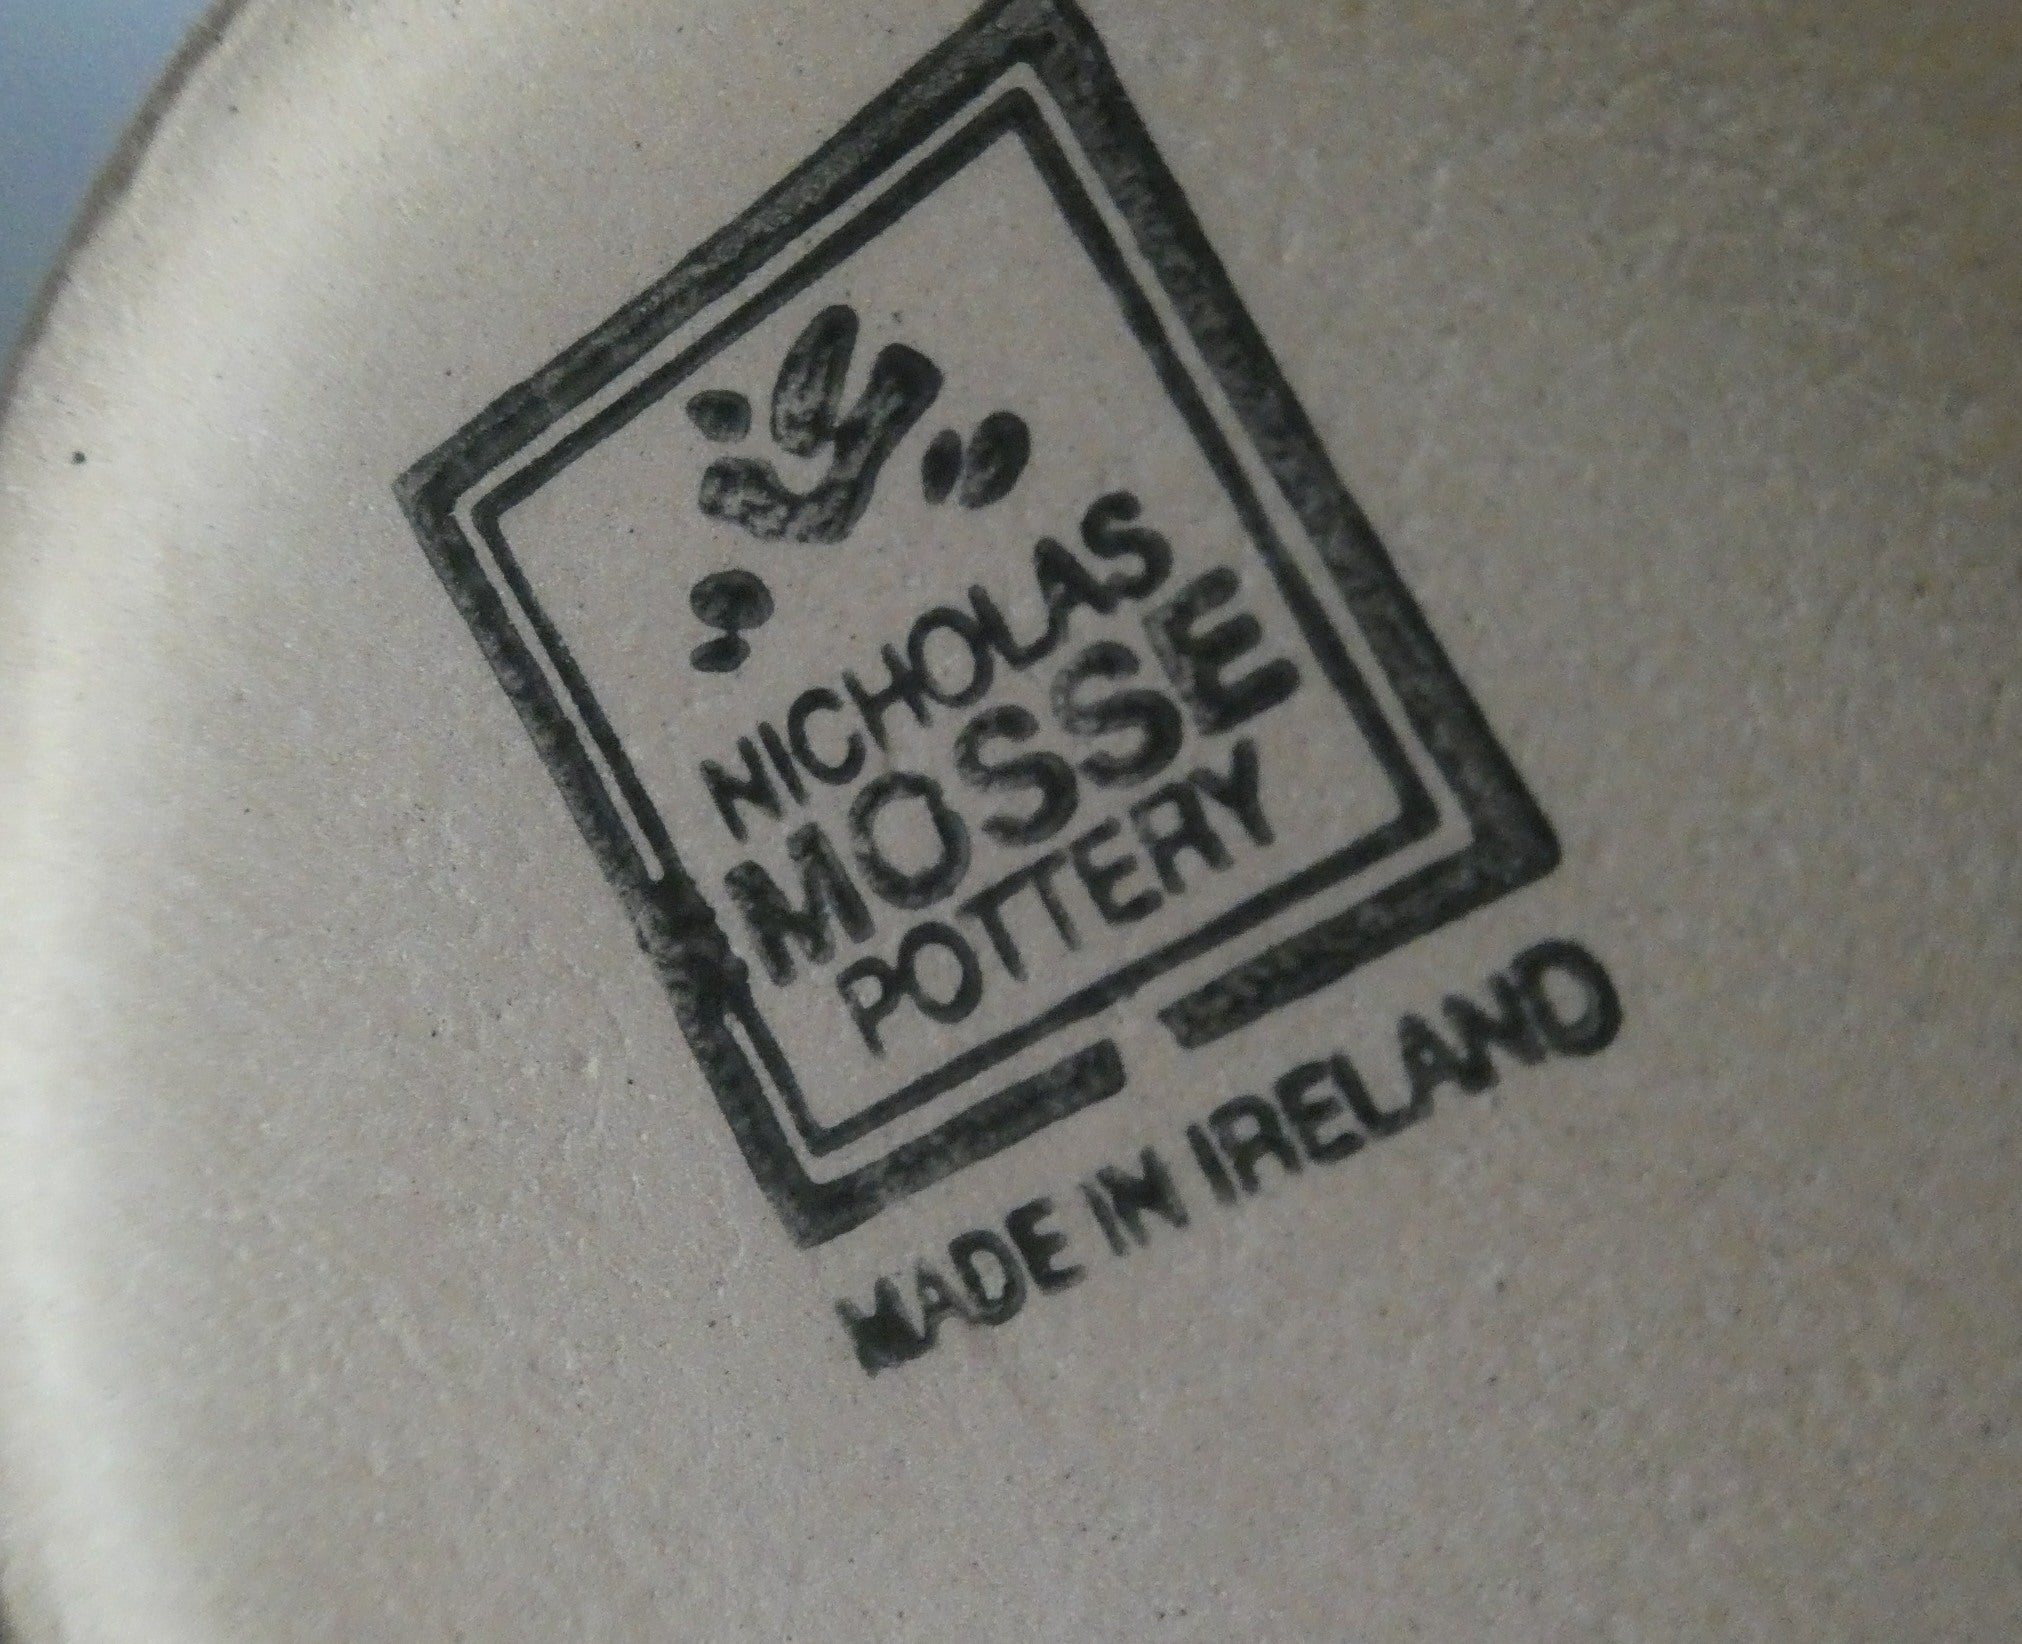 NICHOLAS
MOSSE
POTTERY
MADE IN IRELAND